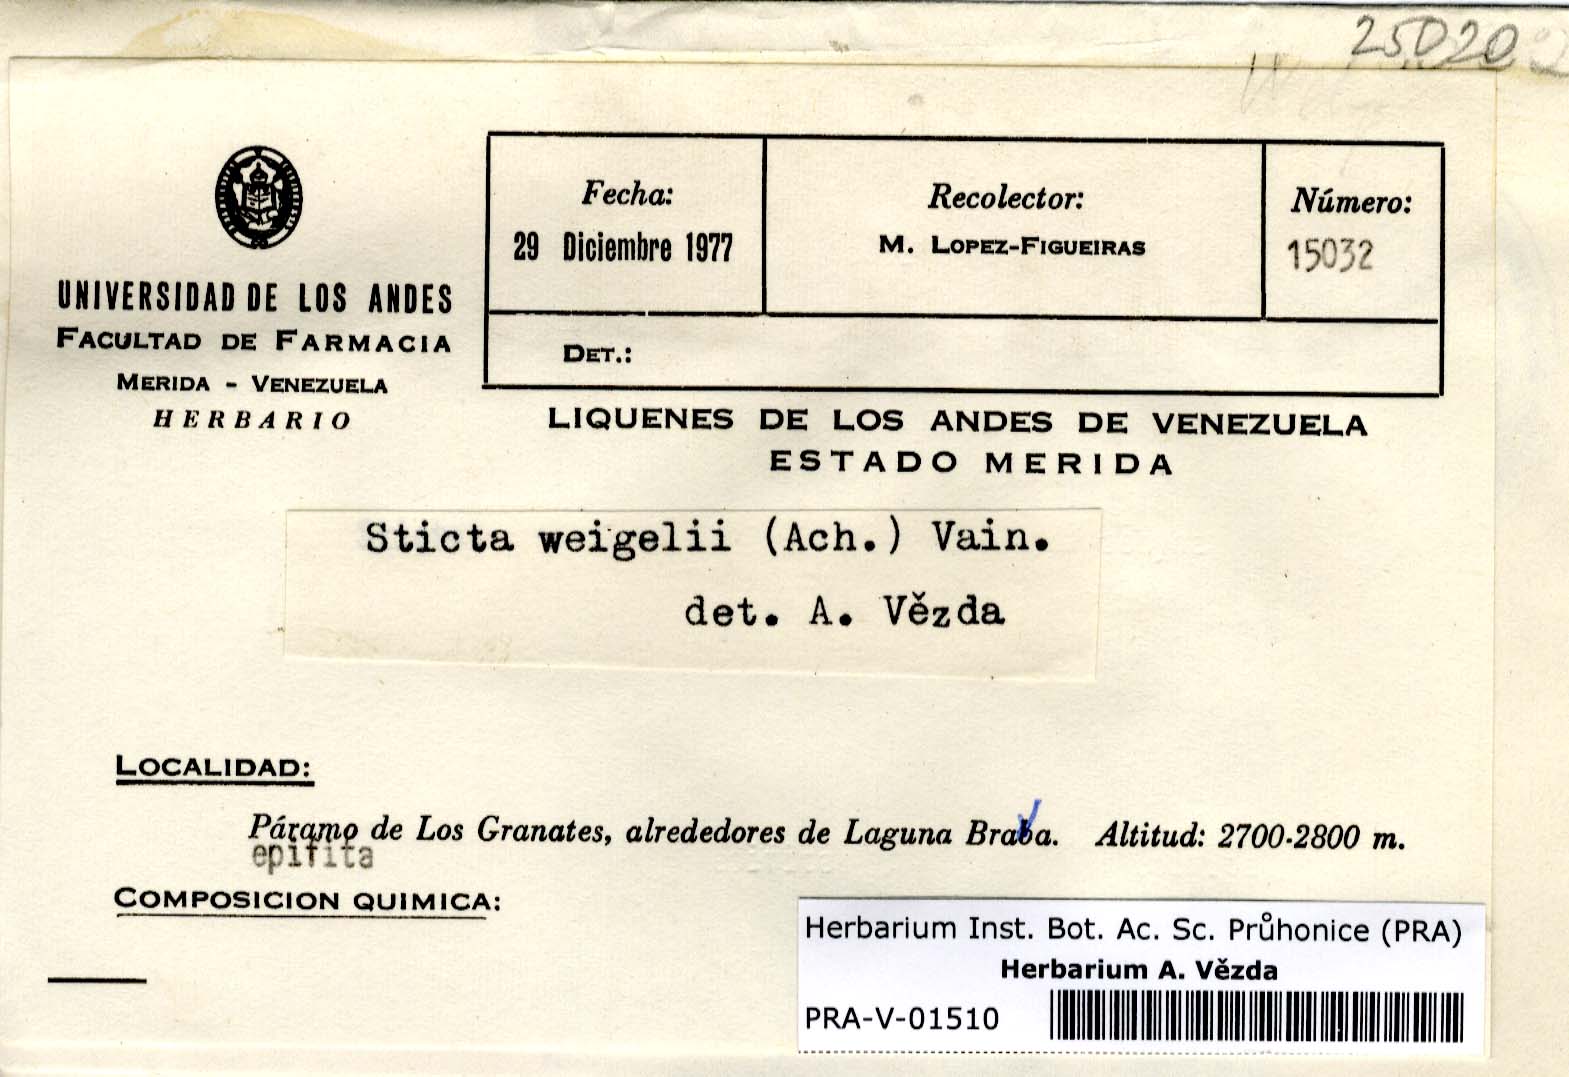 25020
UNIVERSIDAD DE LOS ANDES
FACULTAD DE FARMACIA
MERIDA - VENEZUELA
HERBARIO
Fecha:
29 Diciembre 1977
Recolector:
M. LOPEZ-FIGUEIRAS
Número:
15032
DET.:
LIQUENES DE LOS ANDES DE VENEZUELA
ESTADO MERIDA
Sticta weigelii (Ach.) Vain.
det. A. Vězda
LOCALIDAD:
Páramo de Los Granates, alrededores de Laguna Brava. Altitud: 2700-2800 m.
epifita
COMPOSICION QUIMICA:
Herbarium Inst. Bot. Ac. Sc. Průhonice (PRA)
Herbarium A. Vězda
PRA-V-01510